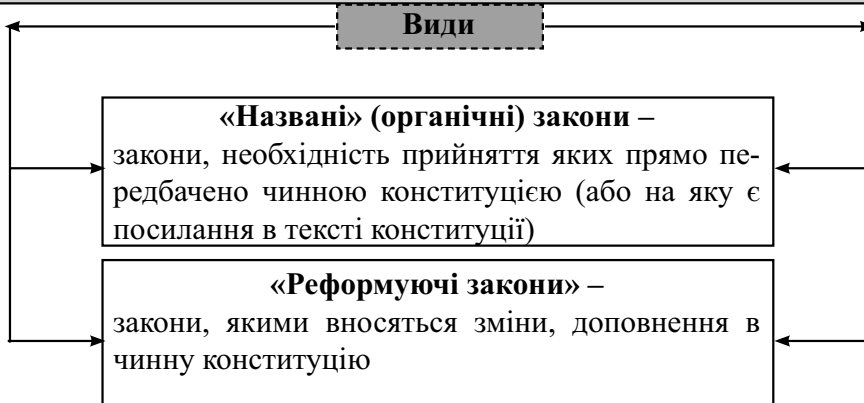 Види
«Названі» (органічні) закони –
закони, необхідність прийняття яких прямо пе-
редбачено чинною конституцією (або на яку є
посилання в тексті конституції)
«Реформуючі закони» –
закони, якими вносяться зміни, доповнення в
чинну конституцію